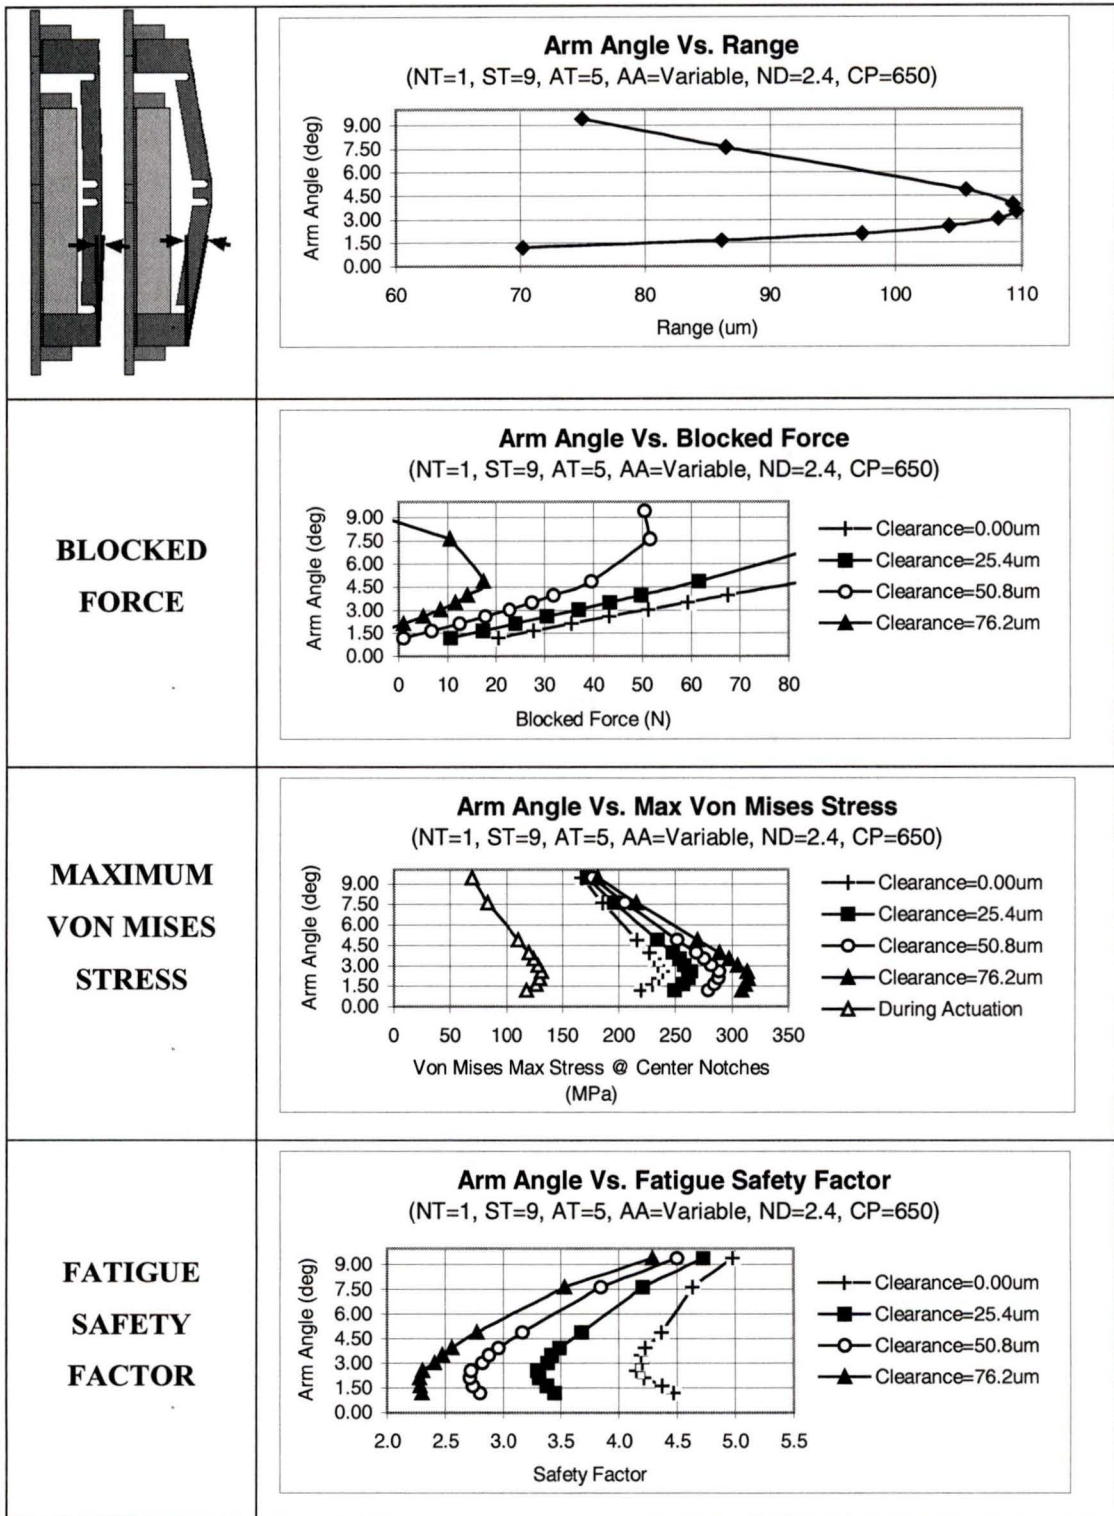 Arm Angle Vs. Range
(NT=1, ST=9, AT=5, AA=Variable, ND=2.4, CP=650)
Arm Angle (deg)
9.00
7.50
6.00
4.50
3.00
1.50
0.00
60 70 80 90 100 110
Range (um)
BLOCKED
FORCE
Arm Angle Vs. Blocked Force
(NT=1, ST=9, AT=5, AA=Variable, ND=2.4, CP=650)
Arm Angle (deg)
9.00
7.50
6.00
4.50
3.00
1.50
0.00
0 10 20 30 40 50 60 70 80
Blocked Force (N)
Clearance=0.00um
Clearance=25.4um
Clearance=50.8um
Clearance=76.2um
MAXIMUM
VON MISES
STRESS
Arm Angle Vs. Max Von Mises Stress
(NT=1, ST=9, AT=5, AA=Variable, ND=2.4, CP=650)
Arm Angle (deg)
9.00
7.50
6.00
4.50
3.00
1.50
0.00
0 50 100 150 200 250 300 350
Von Mises Max Stress @ Center Notches
(MPa)
Clearance=0.00um
Clearance=25.4um
Clearance=50.8um
Clearance=76.2um
During Actuation
FATIGUE
SAFETY
FACTOR
Arm Angle Vs. Fatigue Safety Factor
(NT=1, ST=9, AT=5, AA=Variable, ND=2.4, CP=650)
Arm Angle (deg)
9.00
7.50
6.00
4.50
3.00
1.50
0.00
2.0 2.5 3.0 3.5 4.0 4.5 5.0 5.5
Safety Factor
Clearance=0.00um
Clearance=25.4um
Clearance=50.8um
Clearance=76.2um